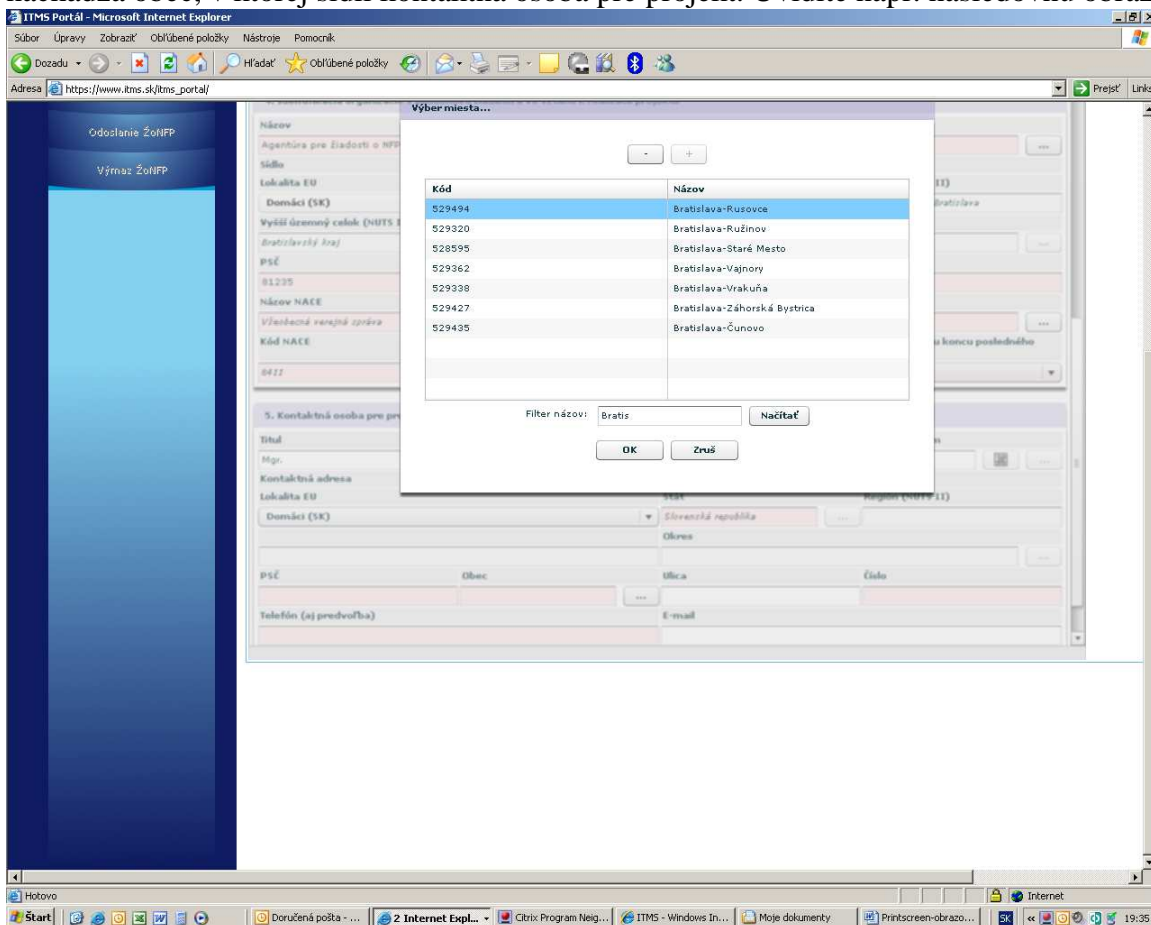 ITMS Portál - Microsoft Internet Explorer
Súbor Úpravy Zobraziť Obľúbené položky Nástroje Pomocník
Dozadu Hľadať Obľúbené položky
Adresa https://www.itms.sk/itms_portal/ Prejsť Links
Odoslanie ŽoNFP
Výmaz ŽoNFP
Výber miesta...
- +
Kód Názov
529494 Bratislava-Rusovce
529320 Bratislava-Ružinov
528595 Bratislava-Staré Mesto
529362 Bratislava-Vajnory
529338 Bratislava-Vrakuňa
529427 Bratislava-Záhorská Bystrica
529435 Bratislava-Čunovo
Filter názov: Bratis Načítať
OK Zruš
Názov
Agentúra pre žiadosti o NFP
Sídlo
Lokalita EU II)
Domáci (SK) Bratislava
Vyšší územný celok (NUTS
Bratislavský kraj
PSČ
81235
Názov NACE
Všeobecná verejná správa
Kód NACE u koncu posledného
8411
5. Kontaktná osoba pre
Titul
Mgr.
Kontaktná adresa
Lokalita EU Štát Región (NUTS II)
Domáci (SK) Slovenská republika
Okres
PSČ Obec Ulica Číslo
Telefón (aj predvoľba) E-mail
Hotovo Internet
Štart Doručená pošta - ... 2 Internet Expl... Citrix Program Neig... ITMS - Windows In... Moje dokumenty Printscreen-obrazo... SK 19:35